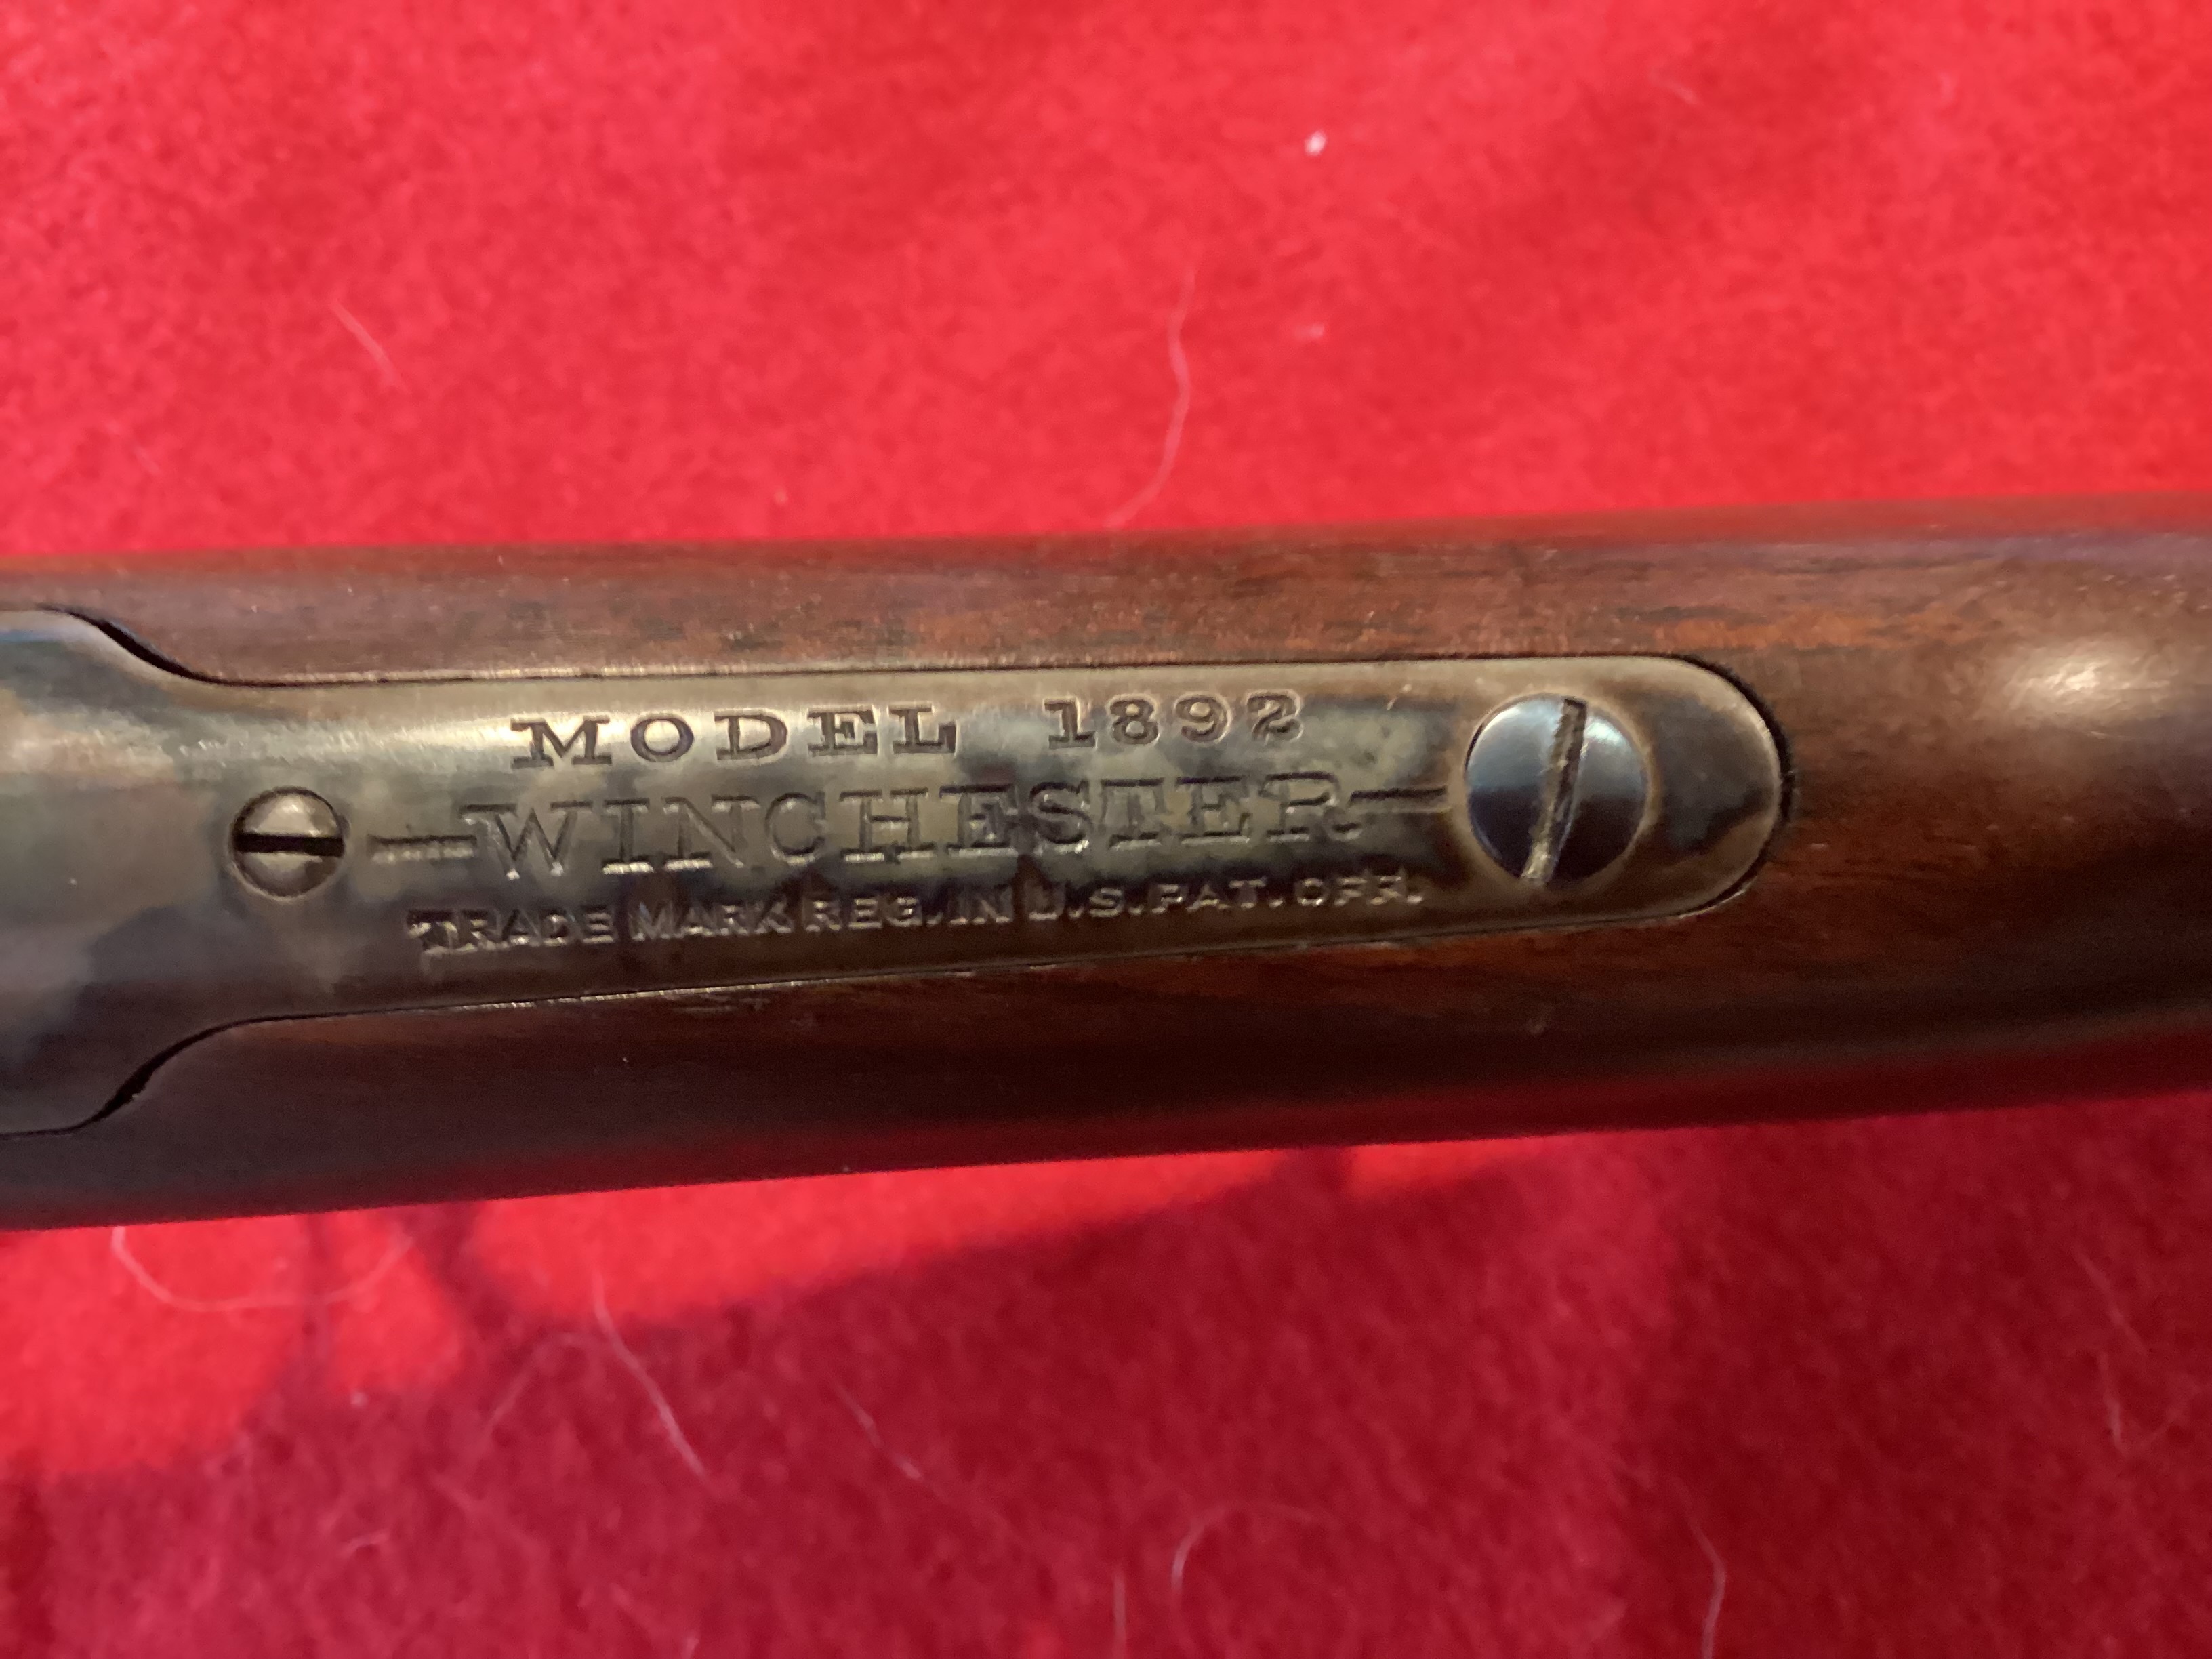 MODEL 1892
—WINCHESTER—
TRADE MARK REG. IN U.S. PAT. OFF.